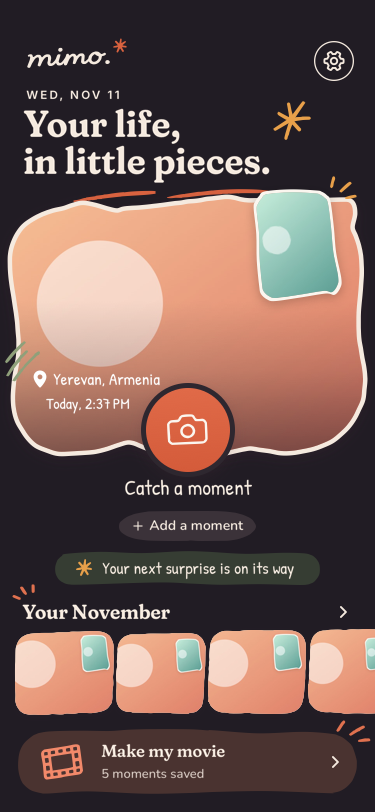 mimo.
WED, NOV 11
Your life,
in little pieces.
Yerevan, Armenia
Today, 2:37 PM
Catch a moment
+ Add a moment
Your next surprise is on its way
Your November
Make my movie
5 moments saved